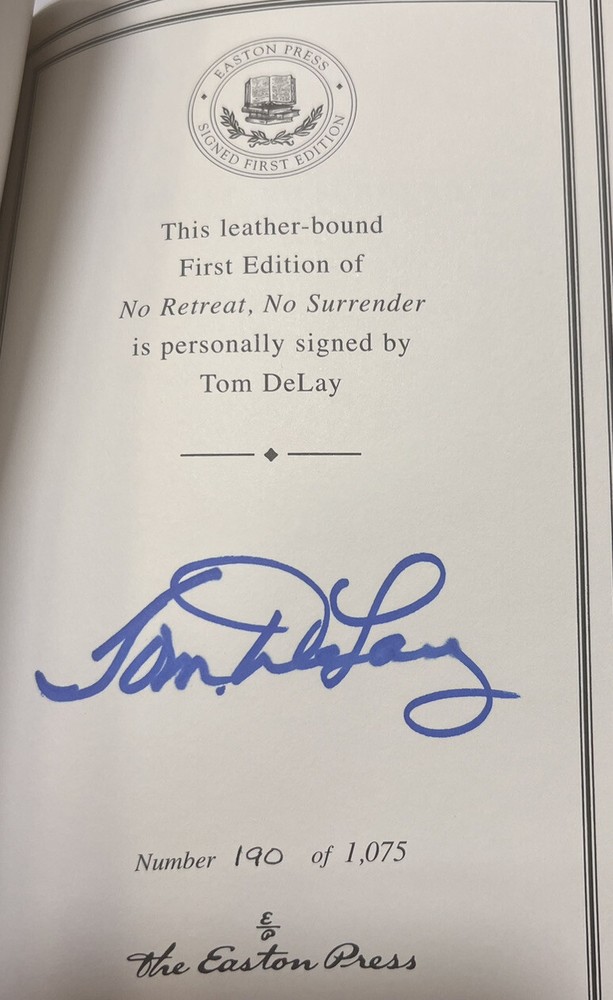 EASTON PRESS
SIGNED FIRST EDITION
This leather-bound
First Edition of
No Retreat, No Surrender
is personally signed by
Tom DeLay
Tom DeLay
Number 190 of 1,075
E
P
the Easton Press